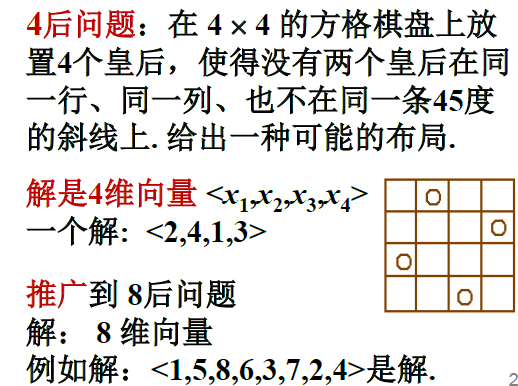 4后问题：在 4 × 4 的方格棋盘上放
置4个皇后，使得没有两个皇后在同
一行、同一列、也不在同一条45度
的斜线上. 给出一种可能的布局.
解是4维向量 <x1,x2,x3,x4>
一个解：<2,4,1,3>
推广到 8后问题
解： 8 维向量
例如解：<1,5,8,6,3,7,2,4>是解.
2